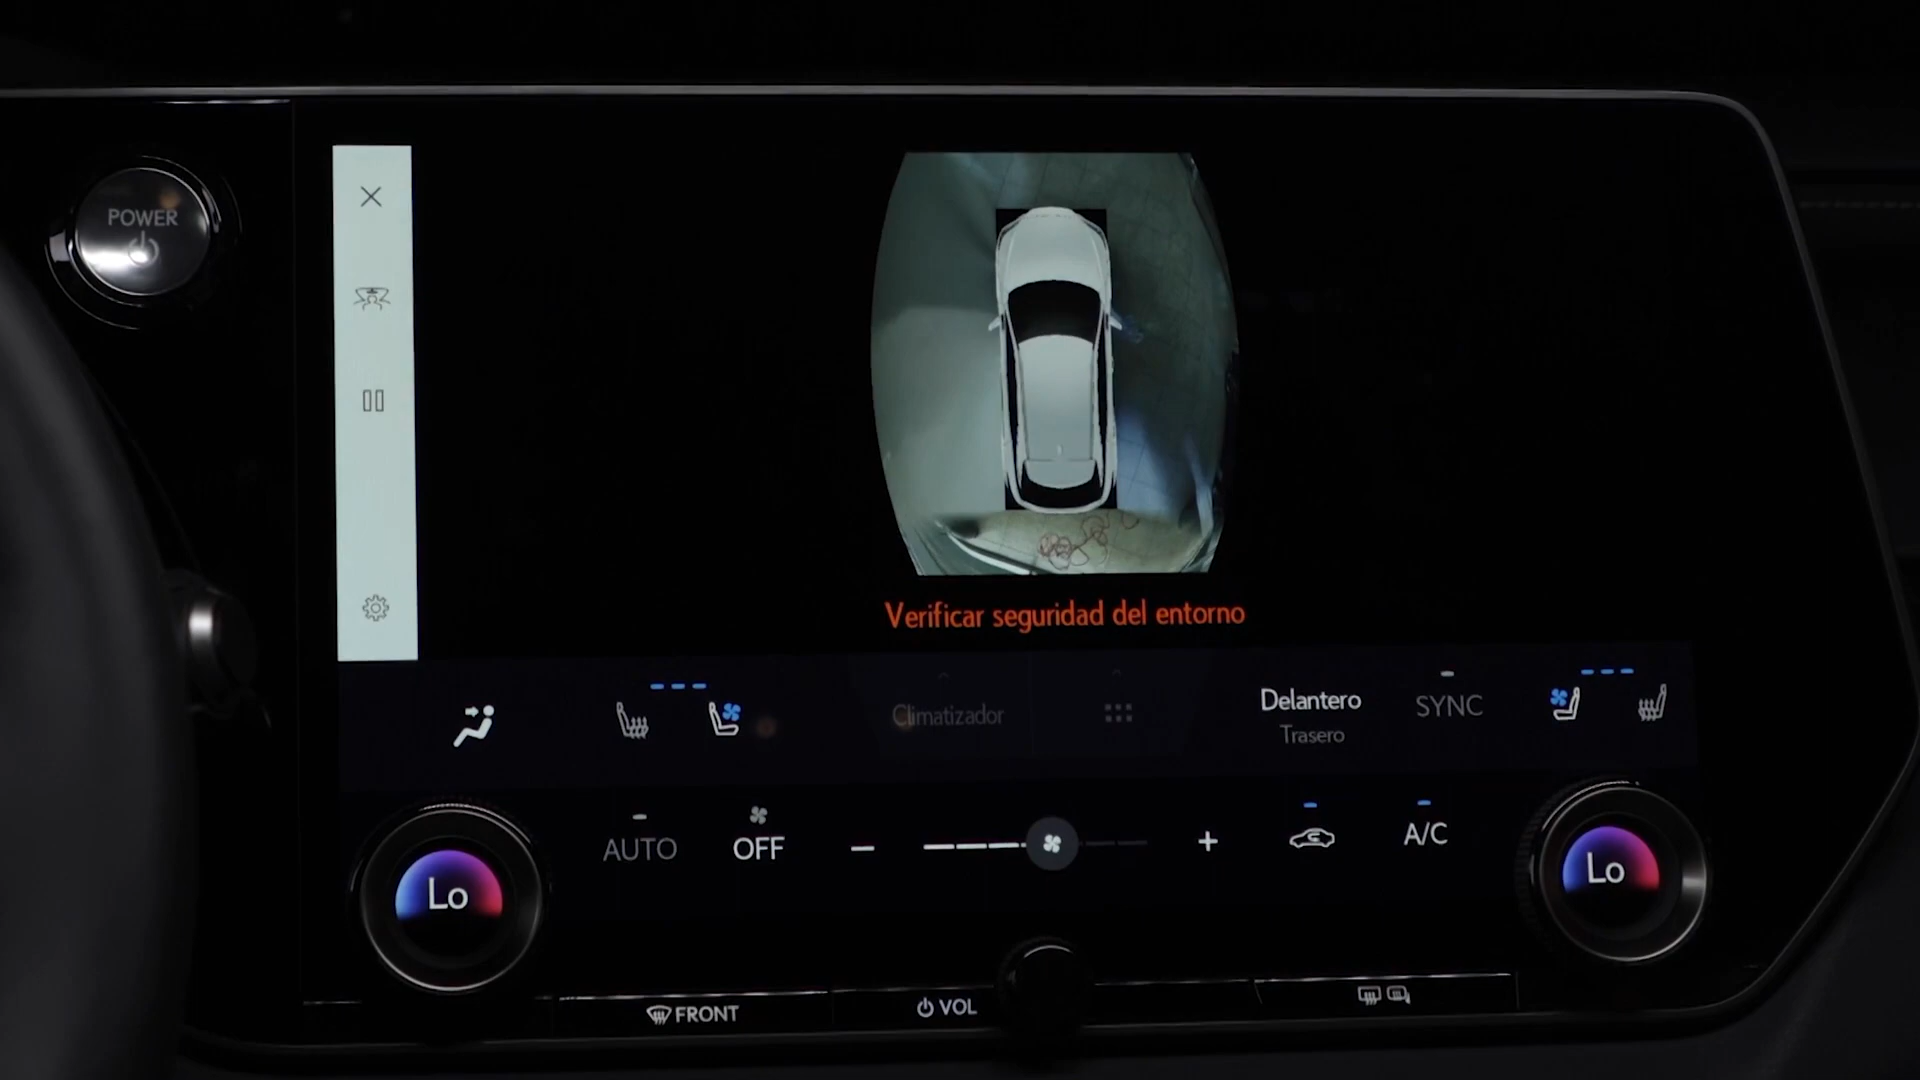 POWER
Verificar seguridad del entorno
Climatizador
Delantero
Trasero
SYNC
AUTO
OFF
A/C
Lo
Lo
FRONT
VOL